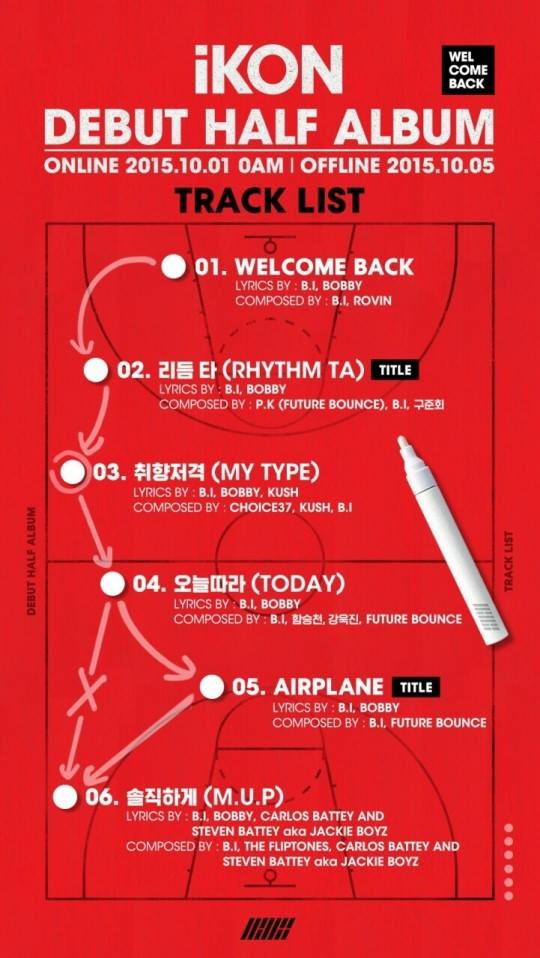 iKON
WEL
COME
BACK
DEBUT HALF ALBUM
ONLINE 2015.10.01 0AM | OFFLINE 2015.10.05
TRACK LIST
01. WELCOME BACK
LYRICS BY : B.I, BOBBY
COMPOSED BY : B.I, ROVIN
02. 리듬 타 (RHYTHM TA) TITLE
LYRICS BY : B.I, BOBBY
COMPOSED BY : P.K (FUTURE BOUNCE), B.I, 구준회
03. 취향저격 (MY TYPE)
LYRICS BY : B.I, BOBBY, KUSH
COMPOSED BY : CHOICE37, KUSH, B.I
04. 오늘따라 (TODAY)
LYRICS BY : B.I, BOBBY
COMPOSED BY : B.I, 함승천, 강욱진, FUTURE BOUNCE
05. AIRPLANE TITLE
LYRICS BY : B.I, BOBBY
COMPOSED BY : B.I, FUTURE BOUNCE
06. 솔직하게 (M.U.P)
LYRICS BY : B.I, BOBBY, CARLOS BATTEY AND
STEVEN BATTEY aka JACKIE BOYZ
COMPOSED BY : B.I, THE FLIPTONES, CARLOS BATTEY AND
STEVEN BATTEY aka JACKIE BOYZ
DEBUT HALF ALBUM
TRACK LIST